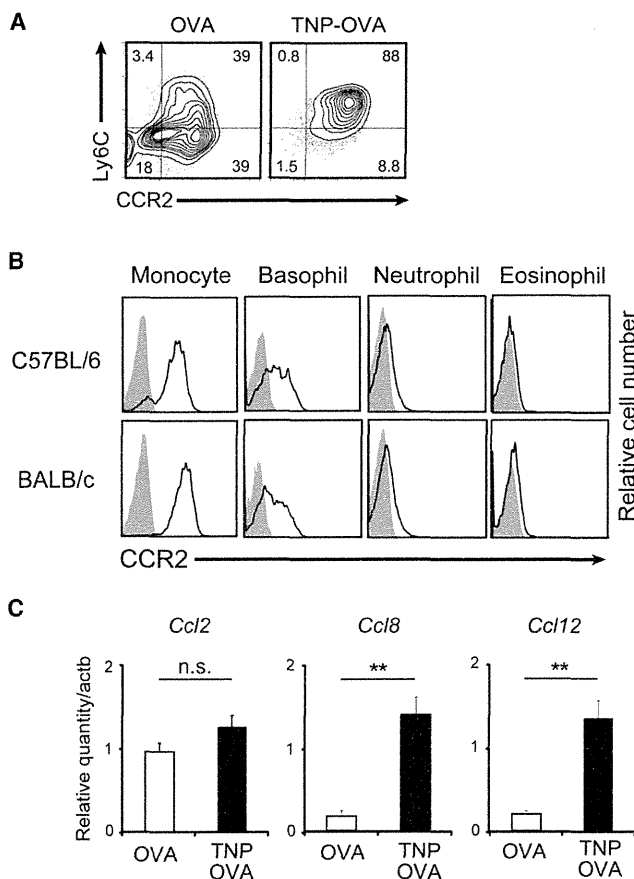 A
OVA TNP-OVA
3.4 39 0.8 88
Ly6C
18 39 1.5 8.8
CCR2
B
Monocyte Basophil Neutrophil Eosinophil
C57BL/6
BALB/c
Relative cell number
CCR2
C
Ccl2 Ccl8 Ccl12
Relative quantity/actb
2 2 2
n.s. ** **
1 1 1
0 0 0
OVA TNP OVA TNP OVA TNP
OVA OVA OVA